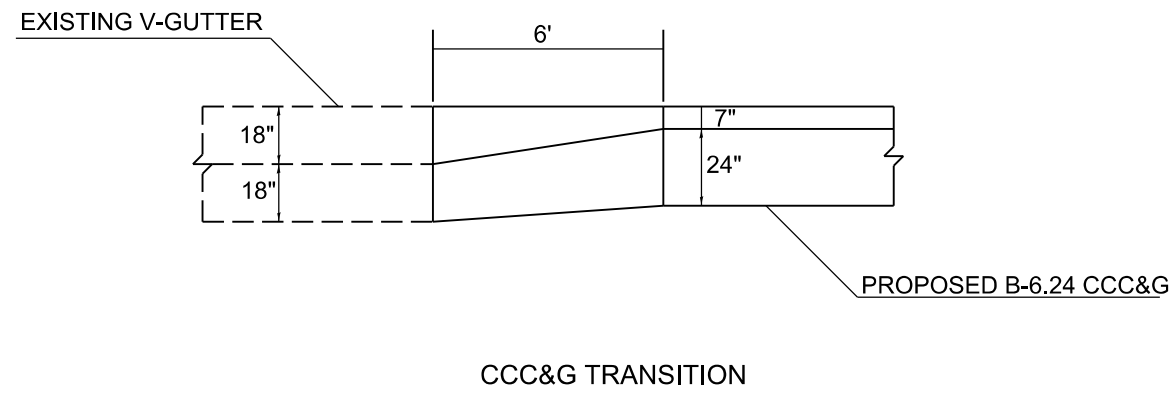 EXISTING V-GUTTER
6'
18"
7"
24"
18"
PROPOSED B-6.24 CCC&G
CCC&G TRANSITION